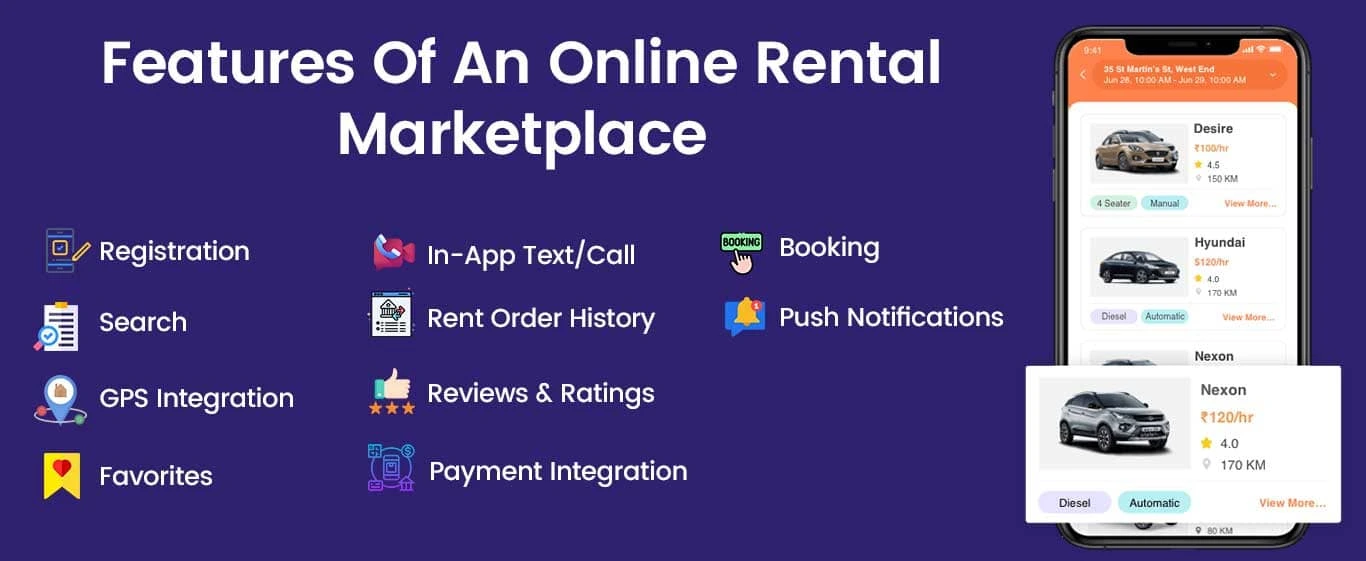 Features Of An Online Rental
Marketplace
Registration
Search
GPS Integration
Favorites
In-App Text/Call
Rent Order History
Reviews & Ratings
Payment Integration
BOOKING
Booking
1
Push Notifications
9:41
35 St Martin's St, West End
Jun 28, 10:00 AM - Jun 29, 10:00 AM
Desire
₹100/hr
4.5
150 KM
4 Seater Manual View More...
Hyundai
$120/hr
4.0
170 KM
Diesel Automatic View More...
Nexon
Nexon
₹120/hr
4.0
170 KM
Diesel Automatic View More...
80 KM